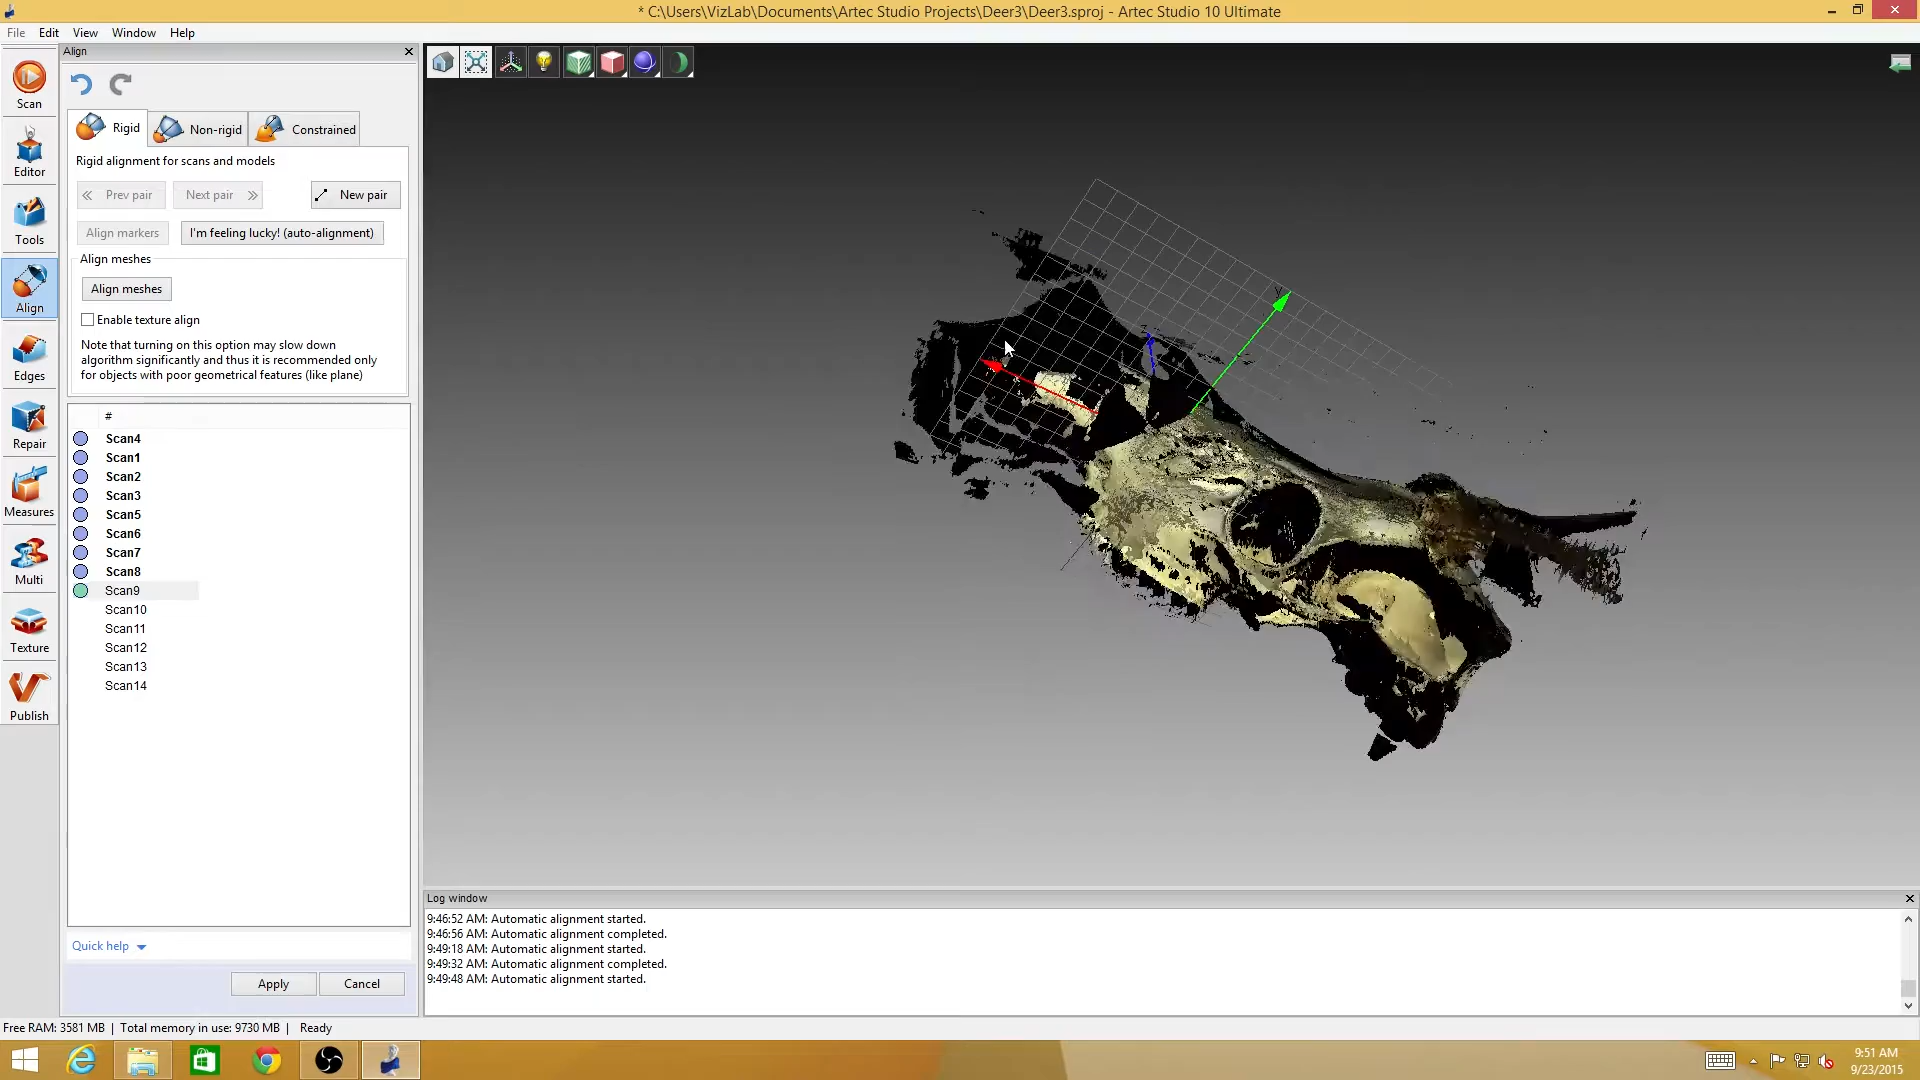 * C:\Users\VizLab\Documents\Artec Studio Projects\Deer3\Deer3.sproj - Artec Studio 10 Ultimate
File Edit View Window Help
Align
Scan
Editor
Tools
Align
Edges
Repair
Measures
Multi
Texture
Publish
Rigid Non-rigid Constrained
Rigid alignment for scans and models
Prev pair Next pair New pair
Align markers I'm feeling lucky! (auto-alignment)
Align meshes
Align meshes
Enable texture align
Note that turning on this option may slow down
algorithm significantly and thus it is recommended only
for objects with poor geometrical features (like plane)
#
Scan4
Scan1
Scan2
Scan3
Scan5
Scan6
Scan7
Scan8
Scan9
Scan10
Scan11
Scan12
Scan13
Scan14
Quick help
Apply Cancel
Y
Log window
9:46:52 AM: Automatic alignment started.
9:46:56 AM: Automatic alignment completed.
9:49:18 AM: Automatic alignment started.
9:49:32 AM: Automatic alignment completed.
9:49:48 AM: Automatic alignment started.
Free RAM: 3581 MB | Total memory in use: 9730 MB | Ready
9:51 AM
9/23/2015